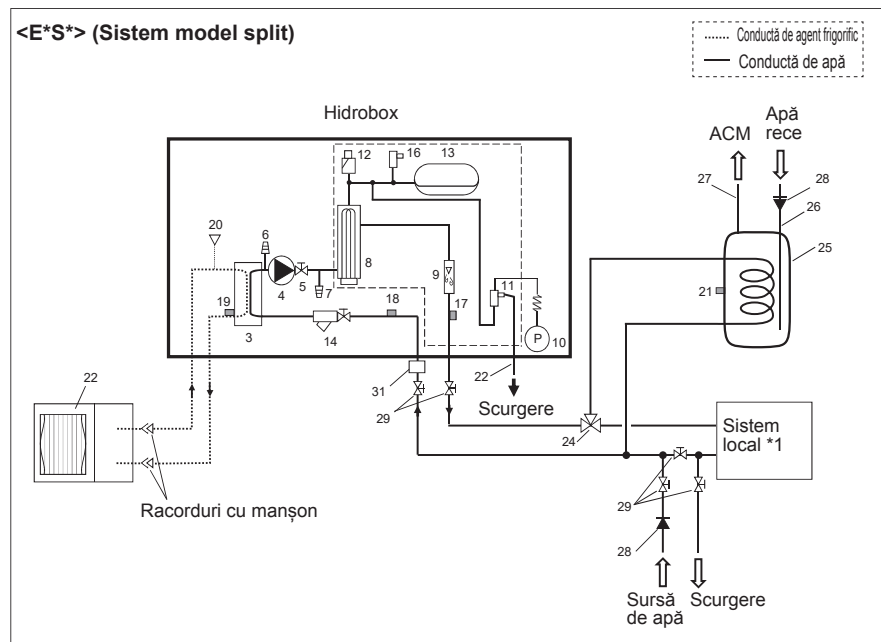 <E*S*> (Sistem model split)
Conductă de agent frigorific
Conductă de apă
Hidrobox
ACM
Apă
rece
12
16
13
27
28
26
20
6
25
8
9
4
5
7
11
21
19
3
18
17
14
P
10
22
31
22
29
Scurgere
24
Sistem
local *1
Racorduri cu manșon
29
28
Sursă
de apă
Scurgere